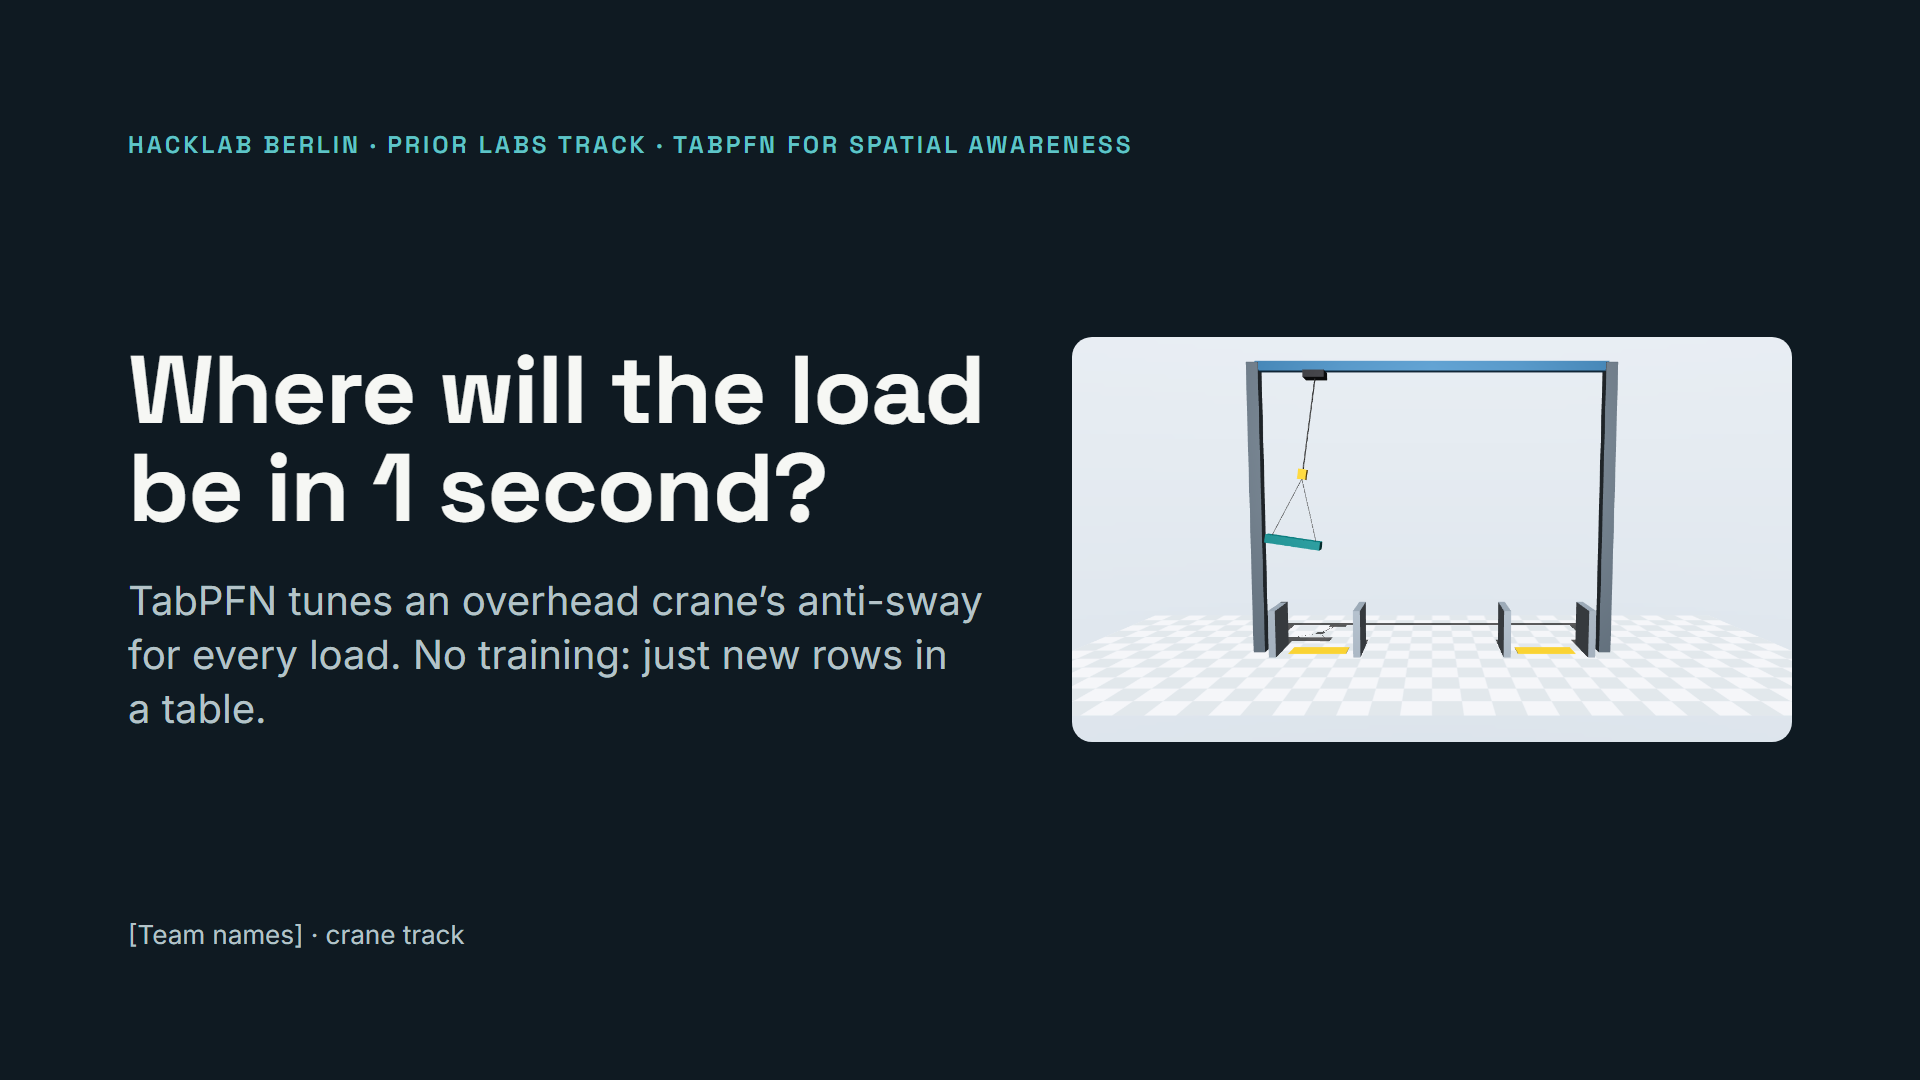 HACKLAB BERLIN · PRIOR LABS TRACK · TABPFN FOR SPATIAL AWARENESS
Where will the load
be in 1 second?
TabPFN tunes an overhead crane’s anti-sway
for every load. No training: just new rows in
a table.
[Team names] · crane track